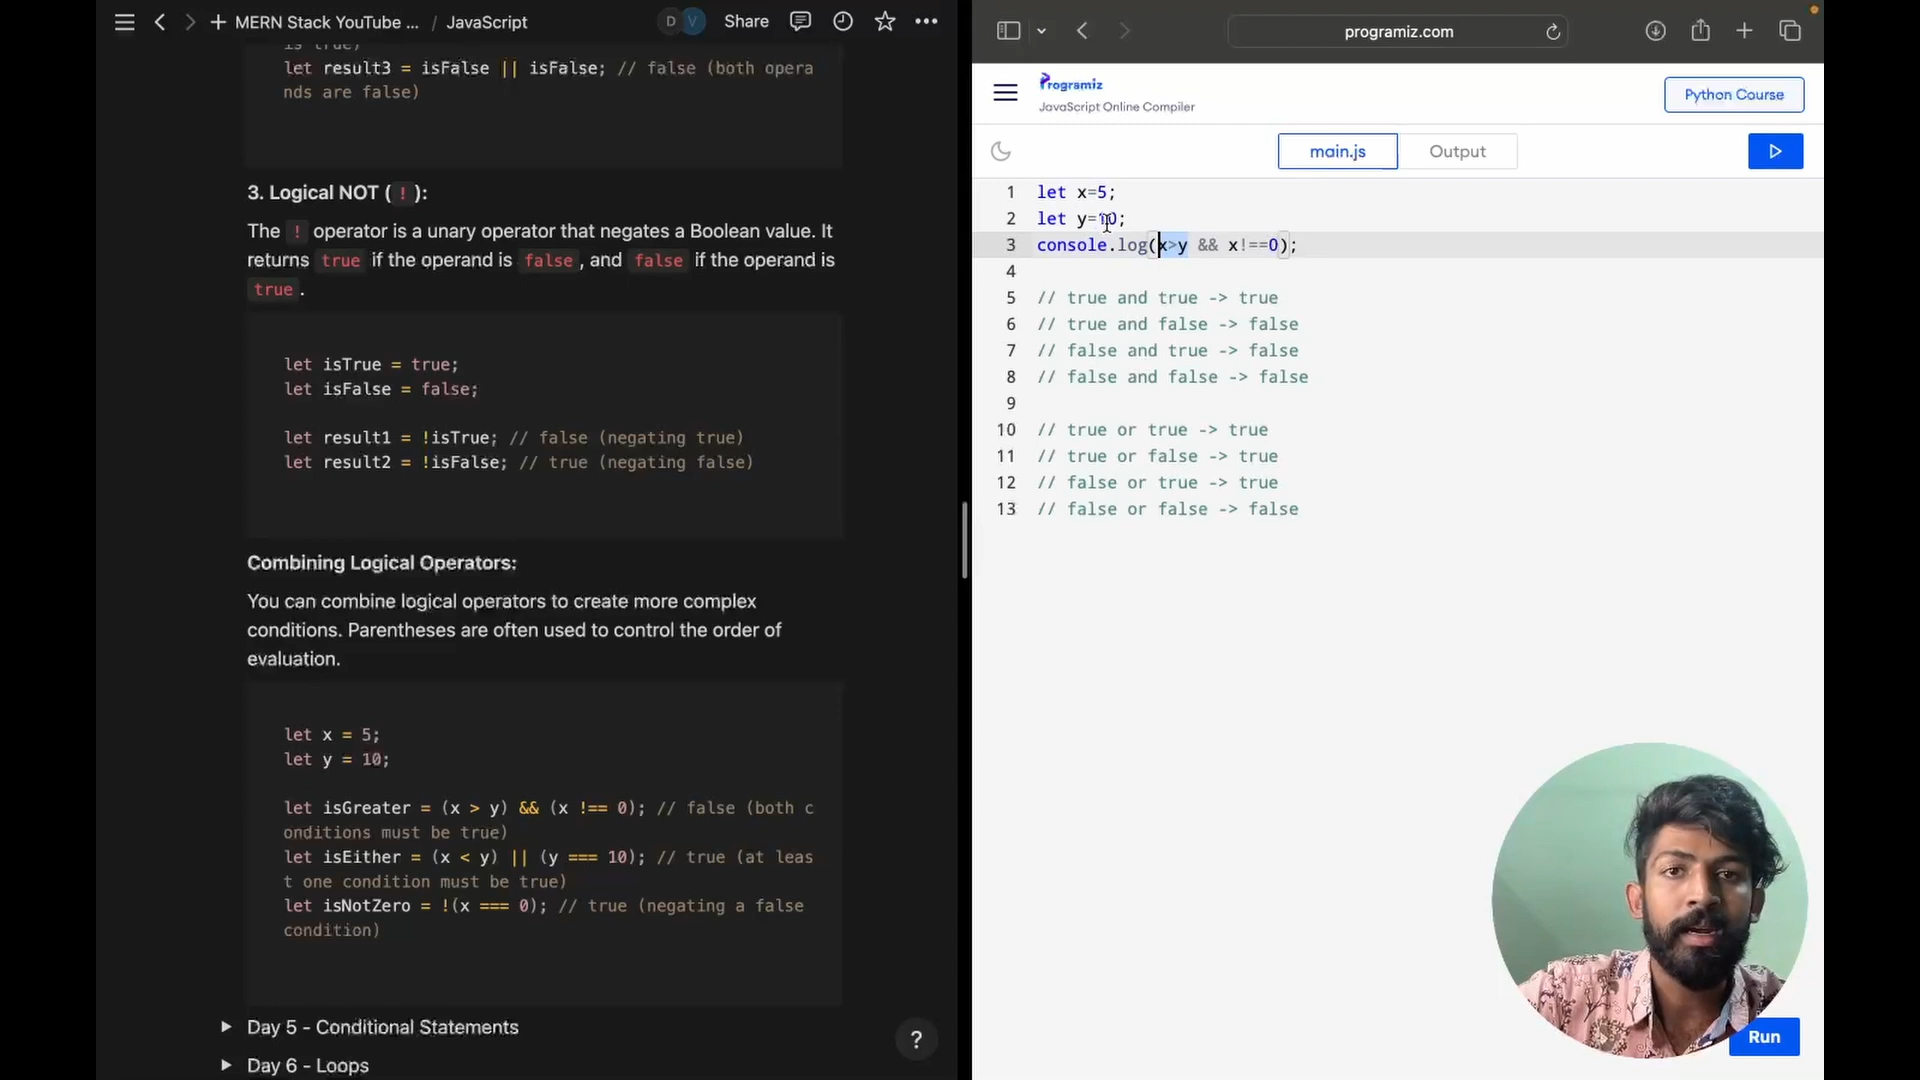 MERN Stack YouTube ... / JavaScript
D V Share
is true)
let result3 = isFalse || isFalse; // false (both opera
nds are false)
3. Logical NOT ( ! ):
The ! operator is a unary operator that negates a Boolean value. It
returns true if the operand is false , and false if the operand is
true .
let isTrue = true;
let isFalse = false;
let result1 = !isTrue; // false (negating true)
let result2 = !isFalse; // true (negating false)
Combining Logical Operators:
You can combine logical operators to create more complex
conditions. Parentheses are often used to control the order of
evaluation.
let x = 5;
let y = 10;
let isGreater = (x > y) && (x !== 0); // false (both c
onditions must be true)
let isEither = (x < y) || (y === 10); // true (at leas
t one condition must be true)
let isNotZero = !(x === 0); // true (negating a false
condition)
Day 5 - Conditional Statements
Day 6 - Loops
?
programiz.com
Programiz
JavaScript Online Compiler
Python Course
main.js Output
1 let x=5;
2 let y=10;
3 console.log(x>y && x!==0);
4
5 // true and true -> true
6 // true and false -> false
7 // false and true -> false
8 // false and false -> false
9
10 // true or true -> true
11 // true or false -> true
12 // false or true -> true
13 // false or false -> false
Run